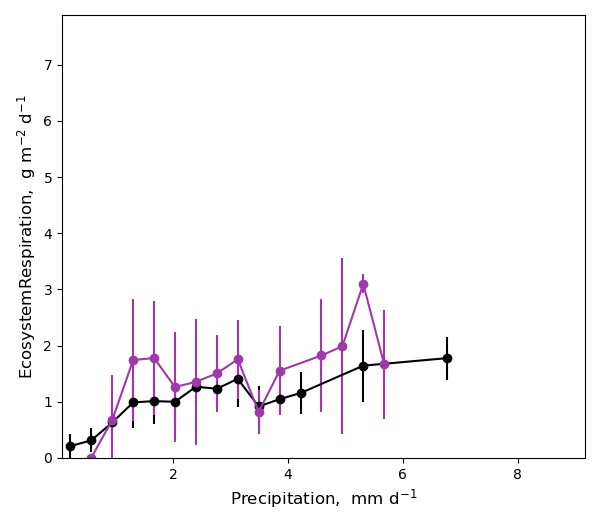 7
6
5
4
3
2
1
0
EcosystemRespiration,  g m⁻² d⁻¹
2 4 6 8
Precipitation,  mm d⁻¹